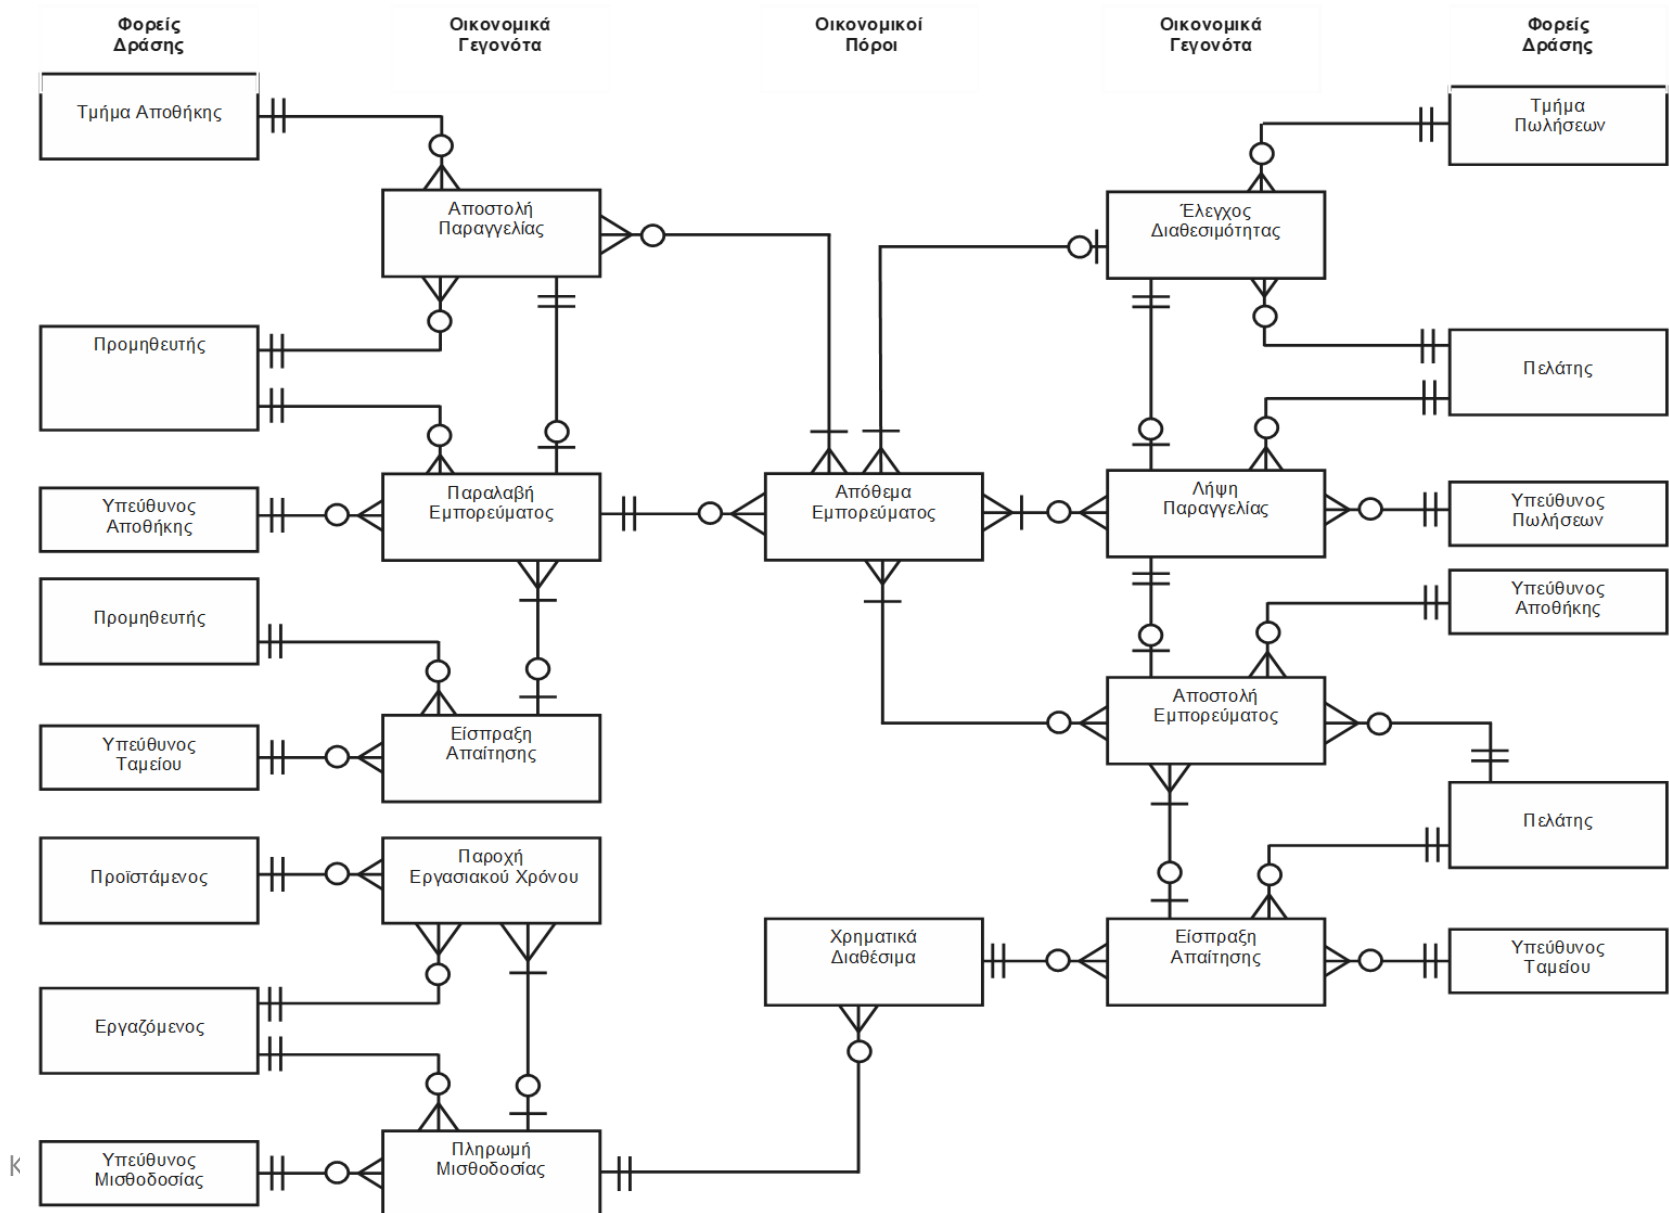 Φορείς
Δράσης
Οικονομικά
Γεγονότα
Οικονομικοί
Πόροι
Οικονομικά
Γεγονότα
Φορείς
Δράσης
Τμήμα Αποθήκης
Τμήμα
Πωλήσεων
Αποστολή
Παραγγελίας
Έλεγχος
Διαθεσιμότητας
Προμηθευτής
Πελάτης
Υπεύθυνος
Αποθήκης
Παραλαβή
Εμπορεύματος
Απόθεμα
Εμπορεύματος
Λήψη
Παραγγελίας
Υπεύθυνος
Πωλήσεων
Προμηθευτής
Υπεύθυνος
Αποθήκης
Υπεύθυνος
Ταμείου
Είσπραξη
Απαίτησης
Αποστολή
Εμπορεύματος
Πελάτης
Προϊστάμενος
Παροχή
Εργασιακού Χρόνου
Χρηματικά
Διαθέσιμα
Είσπραξη
Απαίτησης
Υπεύθυνος
Ταμείου
Εργαζόμενος
Κ
Υπεύθυνος
Μισθοδοσίας
Πληρωμή
Μισθοδοσίας